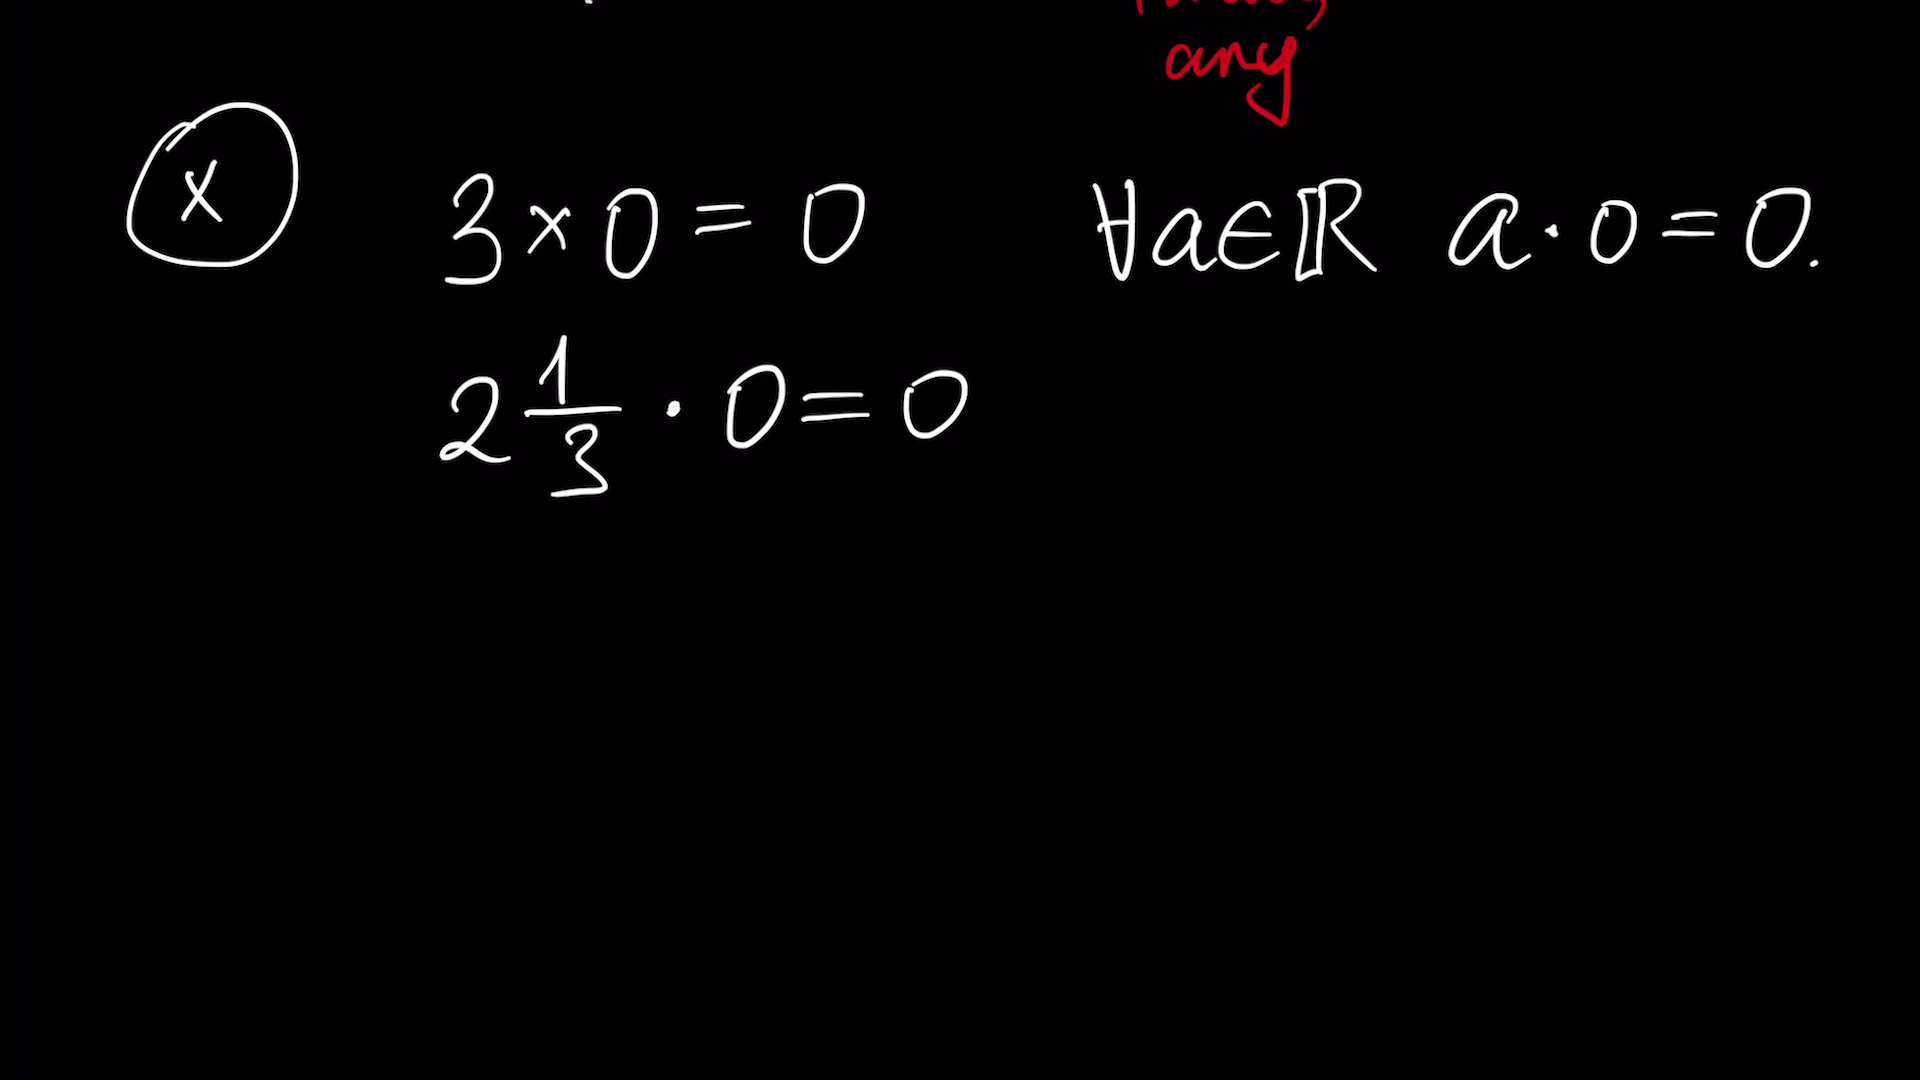 any
x 3 × 0 = 0 ∀a∈ℝ a · 0 = 0.
2 1/3 · 0 = 0